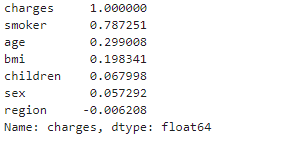 charges     1.000000
smoker      0.787251
age         0.299008
bmi         0.198341
children    0.067998
sex         0.057292
region     -0.006208
Name: charges, dtype: float64